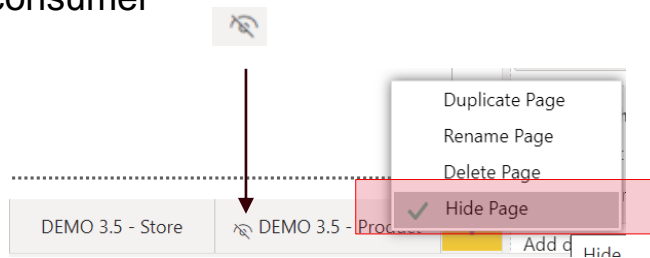 consumer
Duplicate Page
Rename Page
Delete Page
Hide Page
DEMO 3.5 - Store
DEMO 3.5 - Product
Add d
Hide